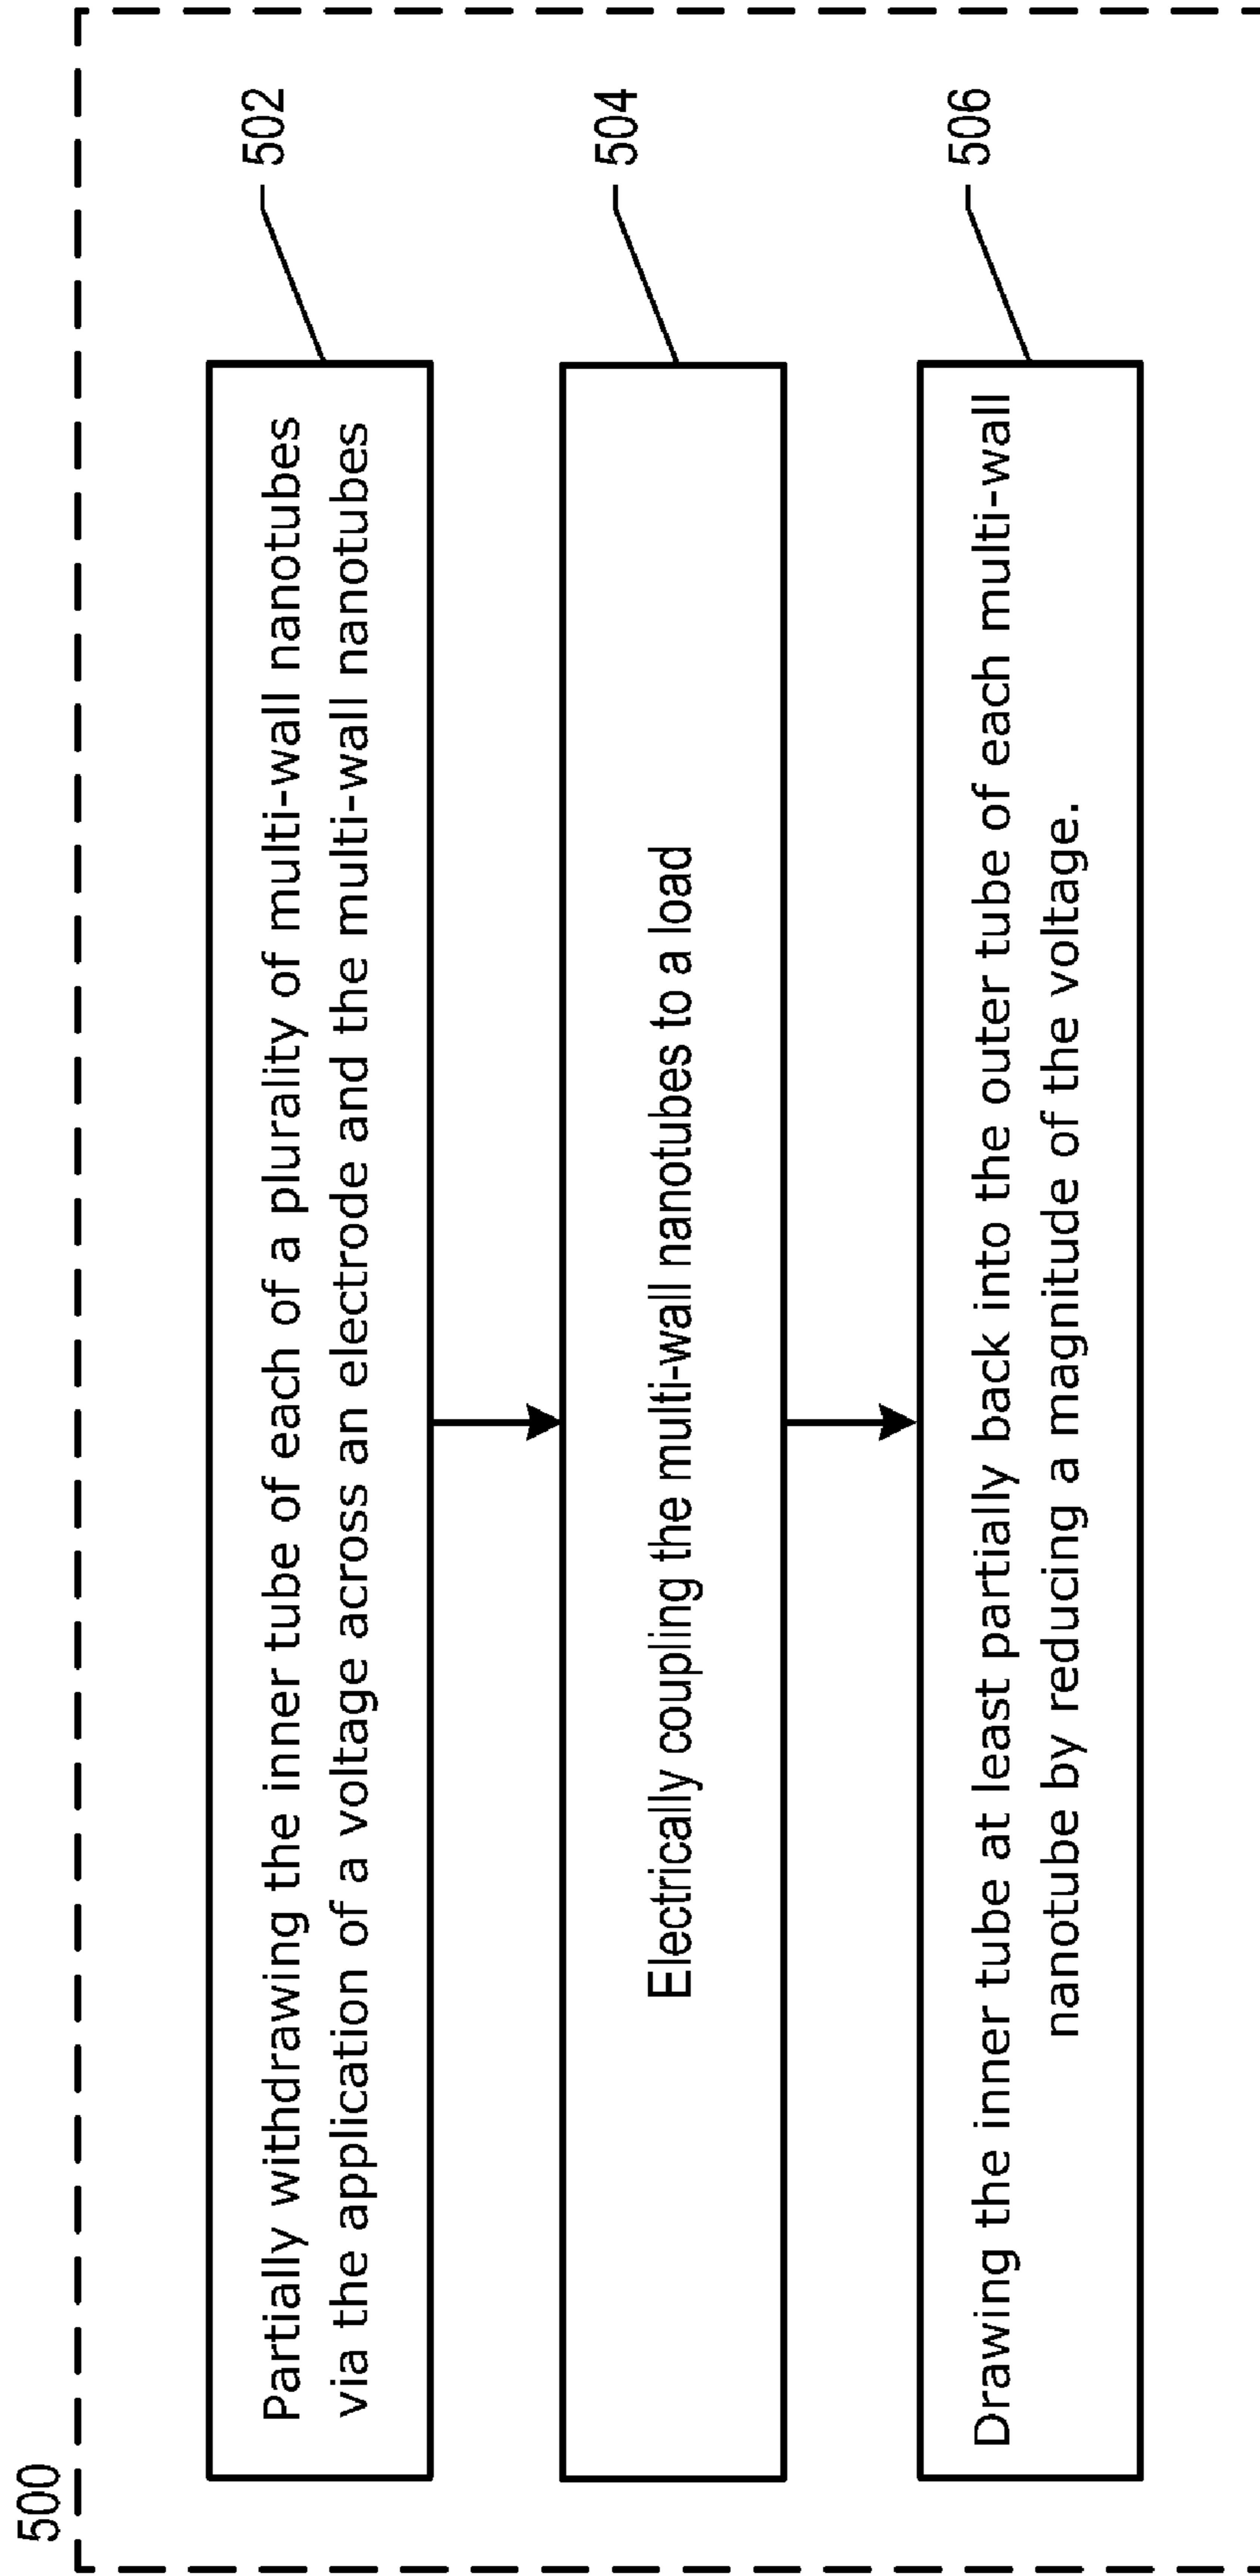 500
Partially withdrawing the inner tube of each of a plurality of multi-wall nanotubes
via the application of a voltage across an electrode and the multi-wall nanotubes
502
Electrically coupling the multi-wall nanotubes to a load
504
Drawing the inner tube at least partially back into the outer tube of each multi-wall
nanotube by reducing a magnitude of the voltage.
506